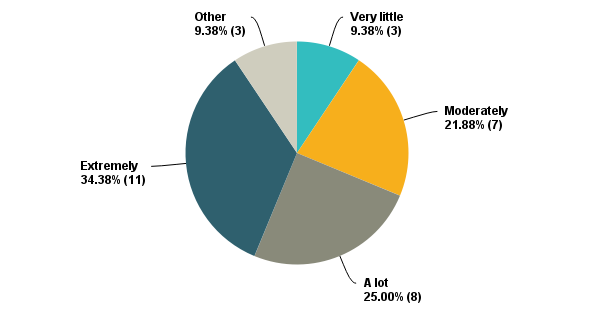 Other
9.38% (3)
Very little
9.38% (3)
Moderately
21.88% (7)
Extremely
34.38% (11)
A lot
25.00% (8)